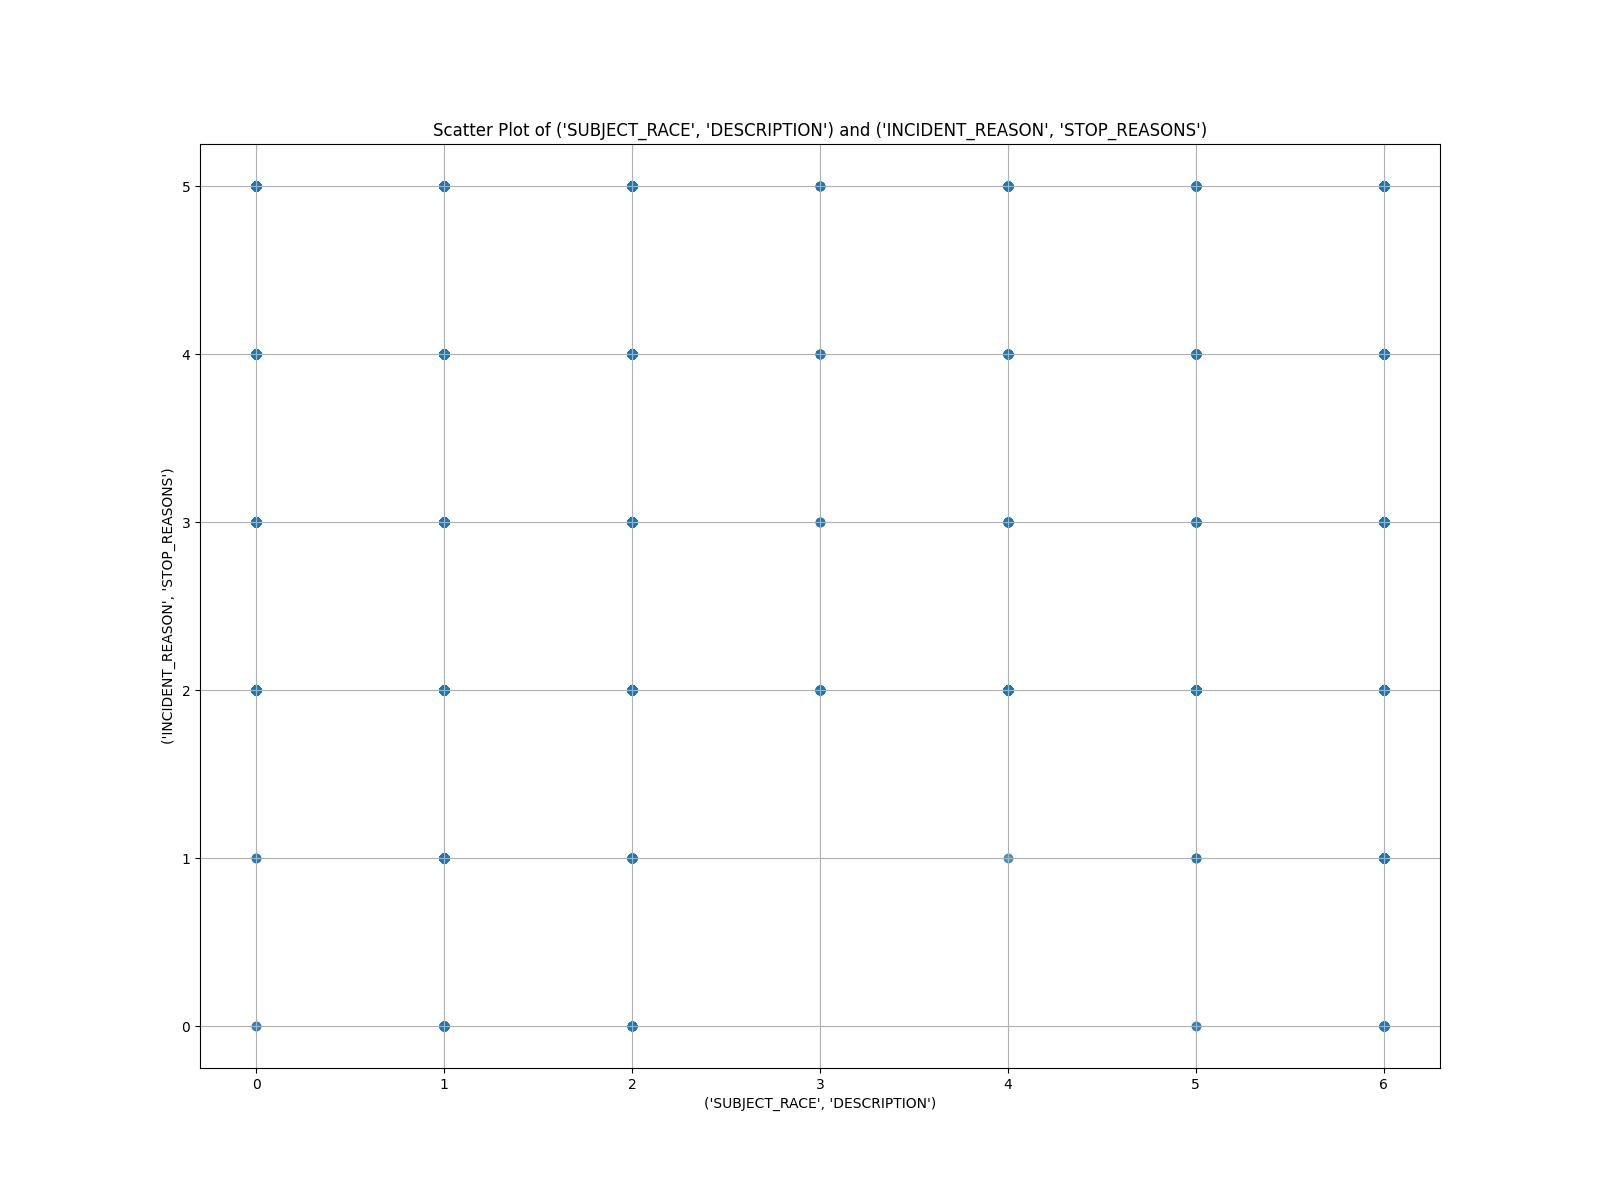 Scatter Plot of ('SUBJECT_RACE', 'DESCRIPTION') and ('INCIDENT_REASON', 'STOP_REASONS')
5
4
3
2
1
0
('INCIDENT_REASON', 'STOP_REASONS')
0 1 2 3 4 5 6
('SUBJECT_RACE', 'DESCRIPTION')